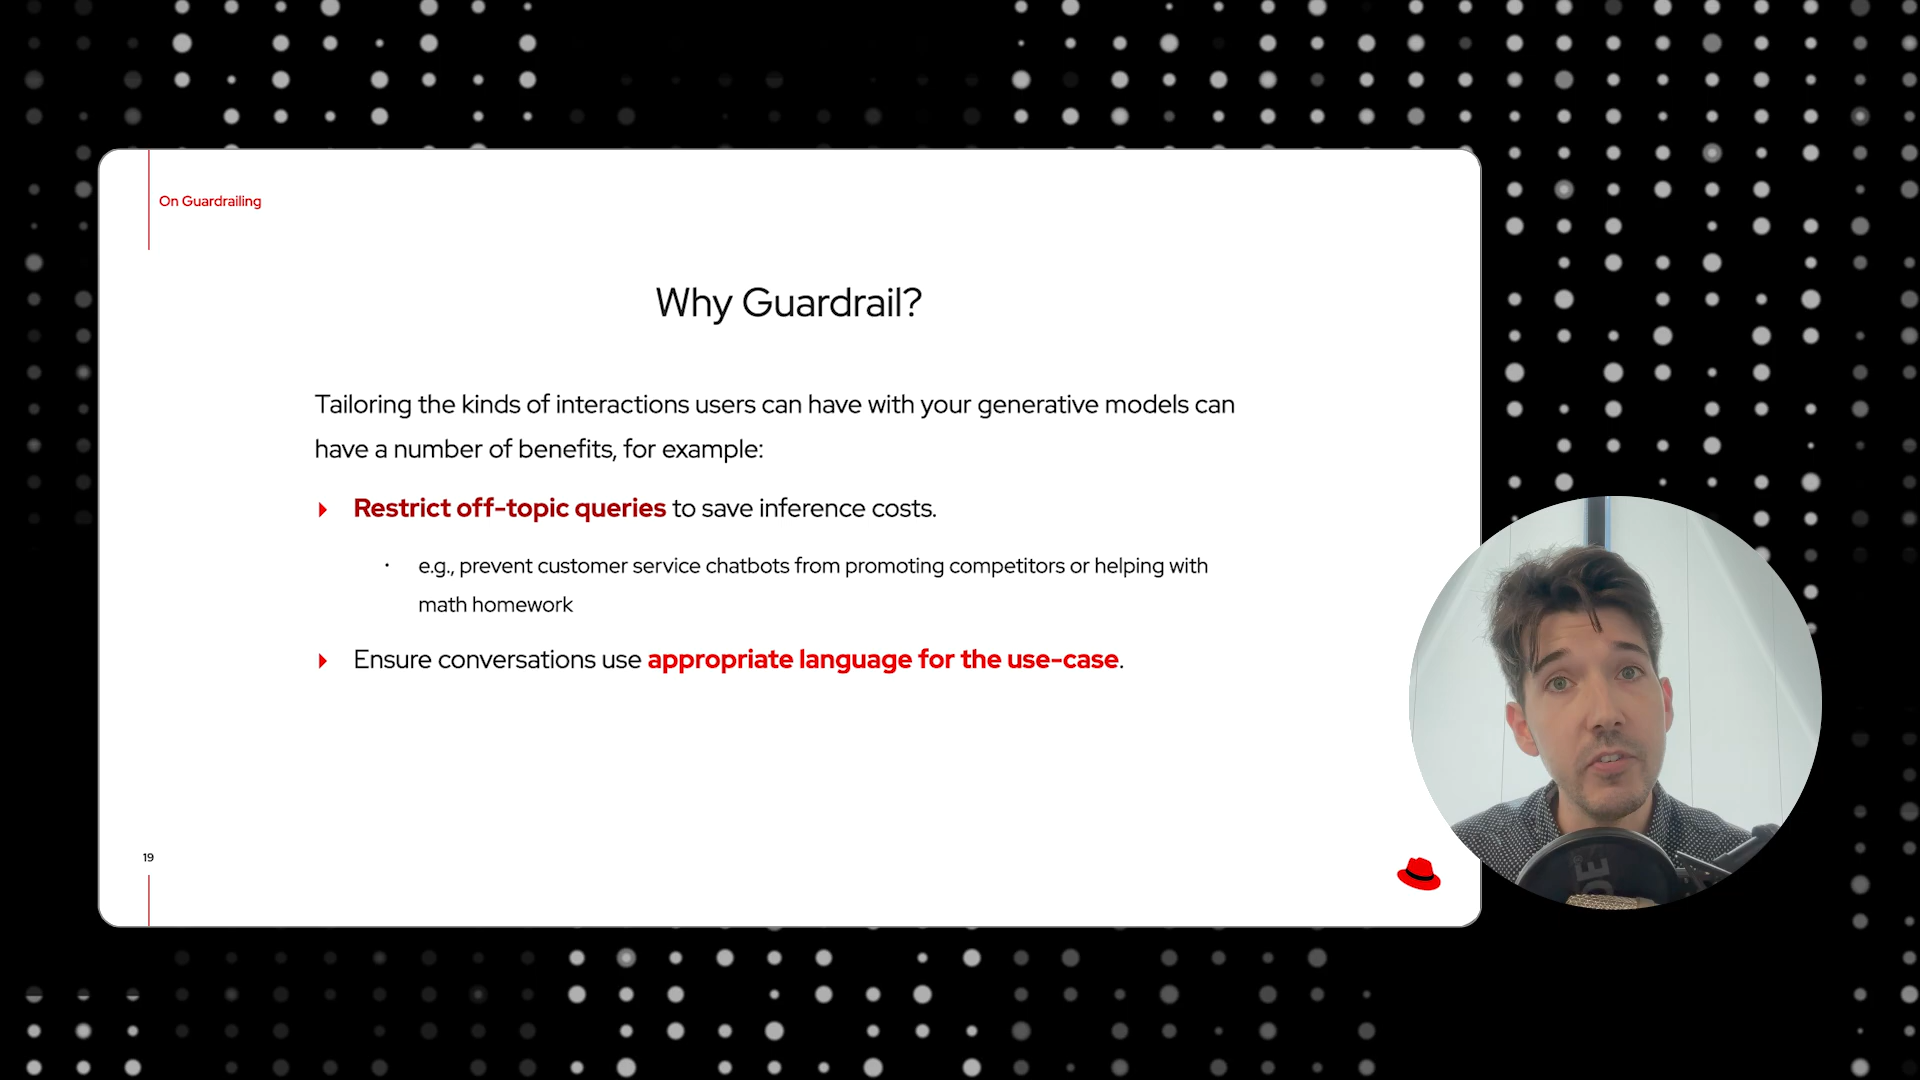 On Guardrailing
Why Guardrail?
Tailoring the kinds of interactions users can have with your generative models can
have a number of benefits, for example:
Restrict off-topic queries to save inference costs.
e.g., prevent customer service chatbots from promoting competitors or helping with
math homework
Ensure conversations use appropriate language for the use-case.
19